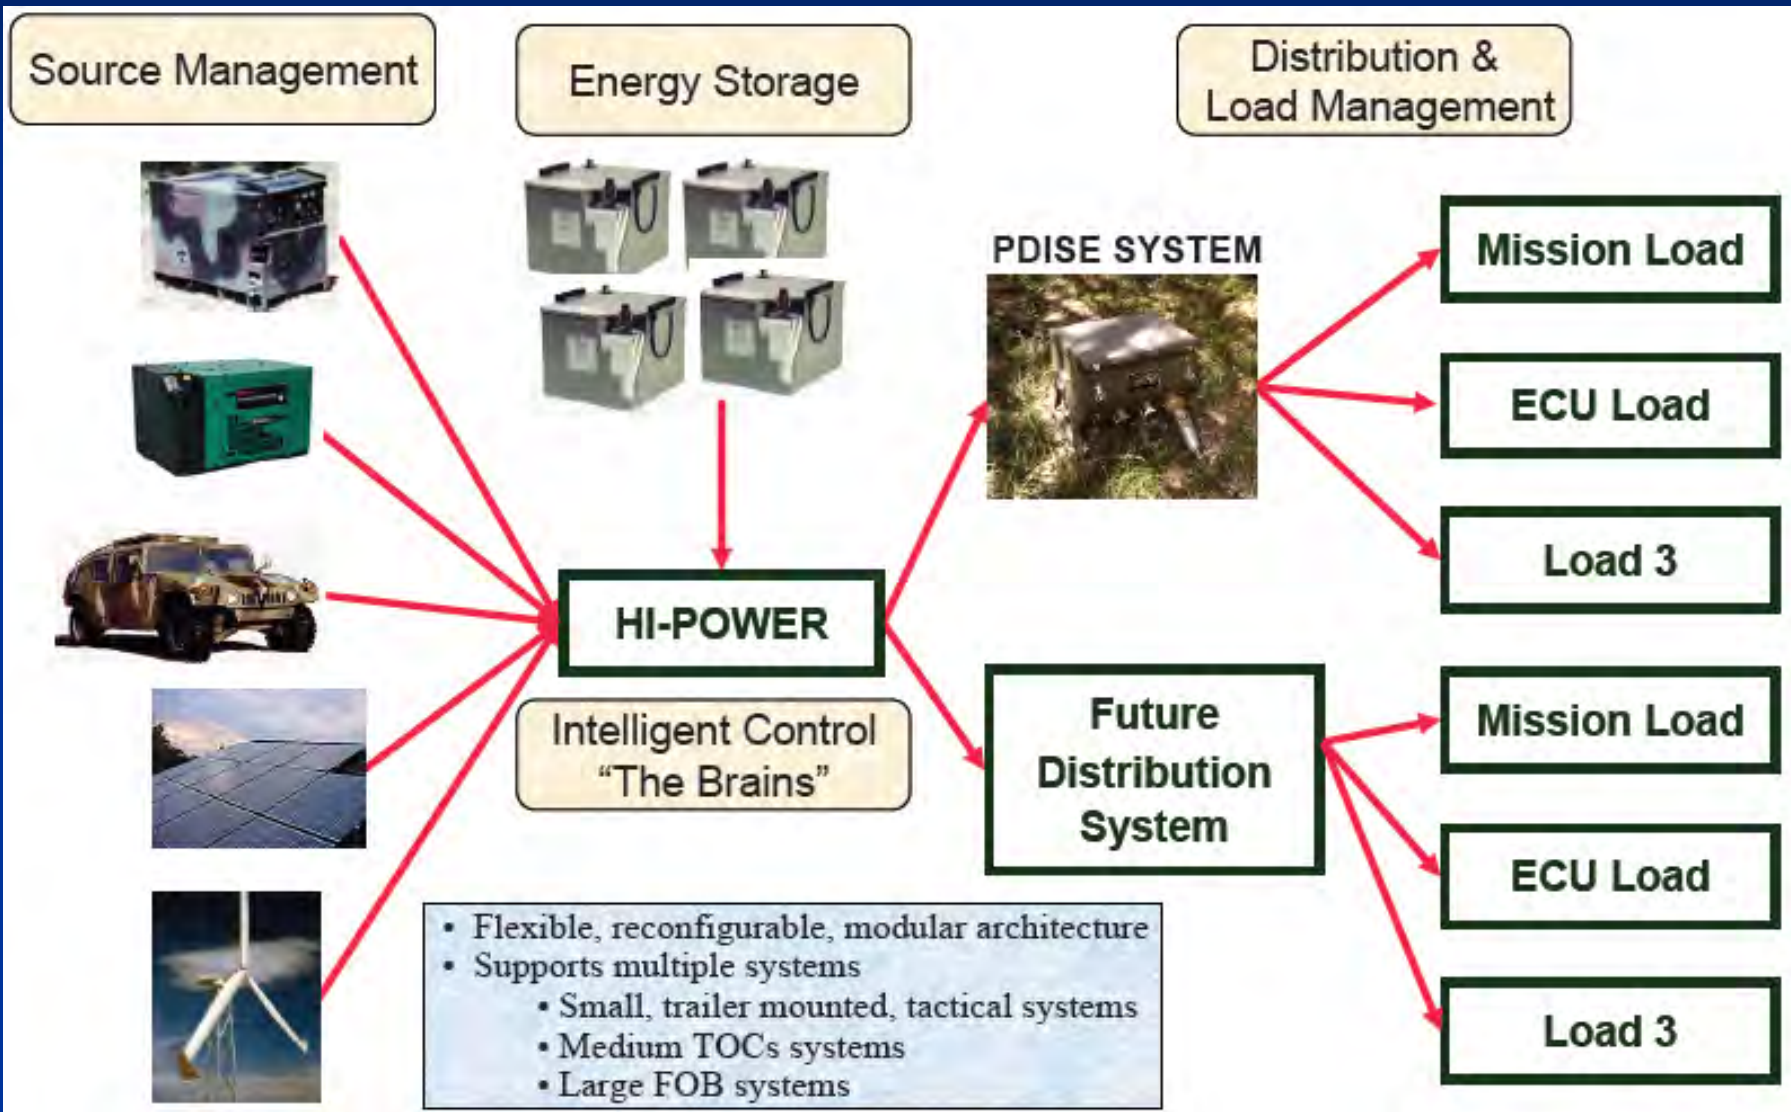 Source Management
Energy Storage
Distribution &
Load Management
PDISE SYSTEM
Mission Load
ECU Load
Load 3
HI-POWER
Intelligent Control
“The Brains”
Future
Distribution
System
Mission Load
ECU Load
Load 3
• Flexible, reconfigurable, modular architecture
• Supports multiple systems
• Small, trailer mounted, tactical systems
• Medium TOCs systems
• Large FOB systems